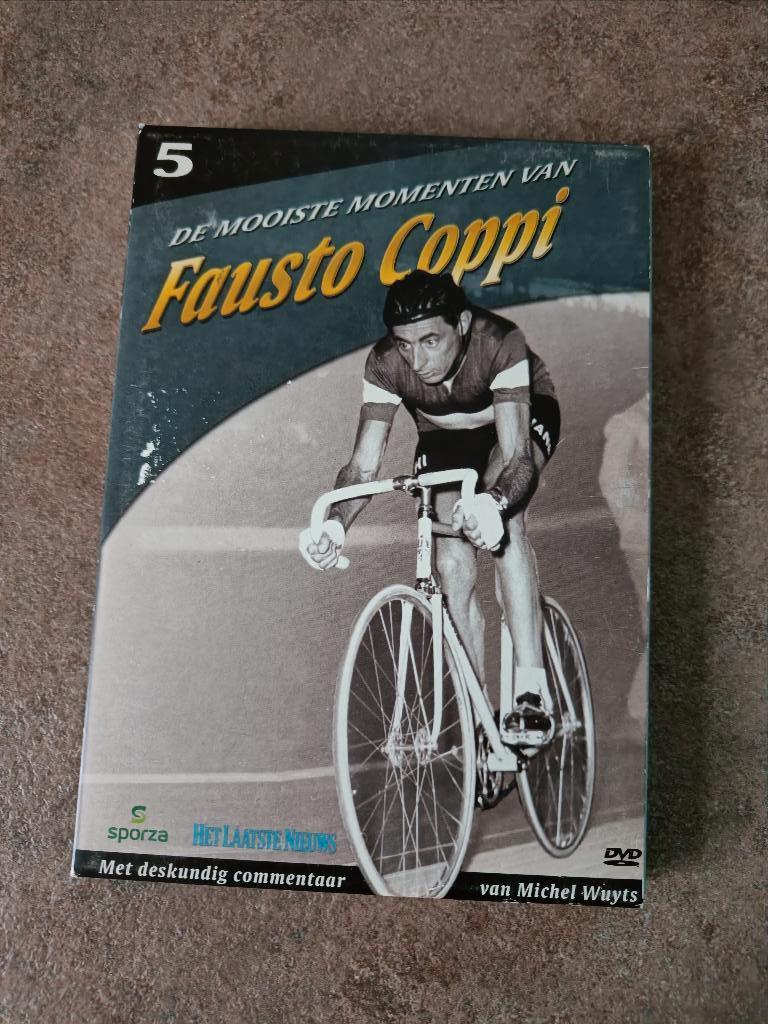 5
DE MOOISTE MOMENTEN VAN
Fausto Coppi
sporza
HET LAATSTE NIEUWS
DVD
Met deskundig commentaar van Michel Wuyts